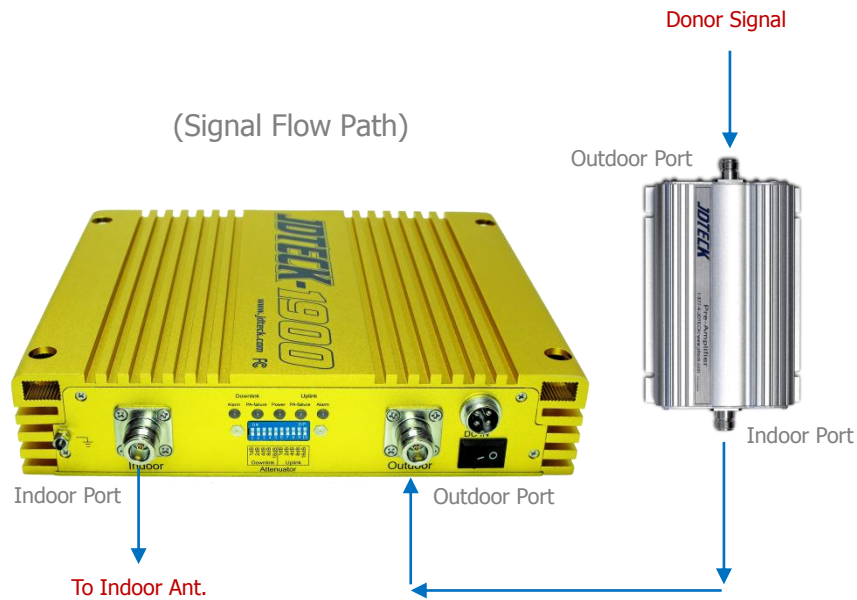 Donor Signal
(Signal Flow Path)
Outdoor Port
JDTECK
Pre-Amplifier
JDTECK-1900
www.jdteck.com FC
Downlink Uplink
Alarm PA-failure Power PA-failure Alarm
DC IN
Indoor
Outdoor
Downlink Uplink
Attenuator
Indoor Port
Indoor Port
Outdoor Port
To Indoor Ant.